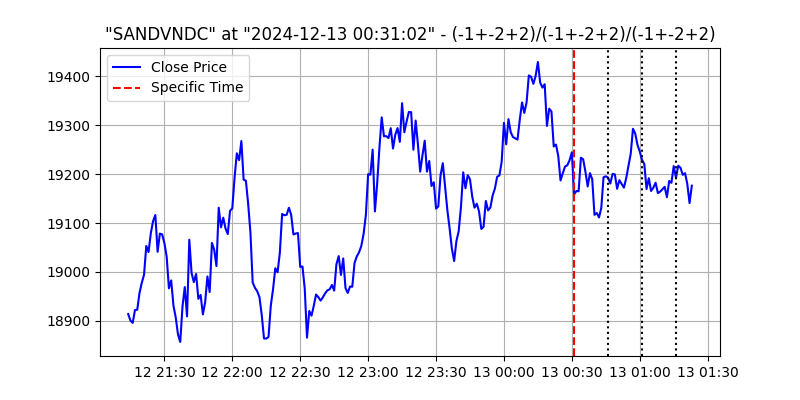 "SANDVNDC" at "2024-12-13 00:31:02" - (-1+-2+2)/(-1+-2+2)/(-1+-2+2)
Close Price
Specific Time
19400
19300
19200
19100
19000
18900
12 21:30 12 22:00 12 22:30 12 23:00 12 23:30 13 00:00 13 00:30 13 01:00 13 01:30